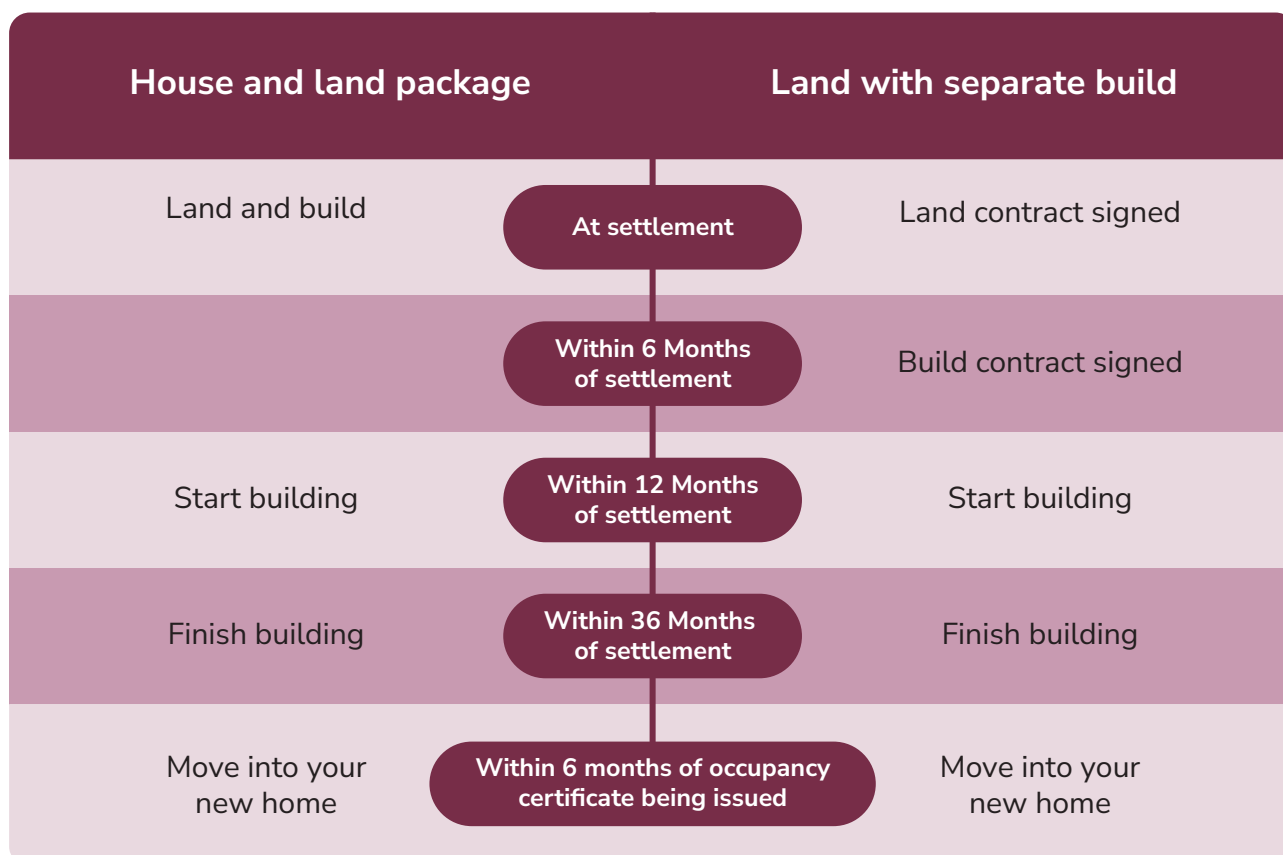 House and land package
Land with separate build
Land and build
At settlement
Land contract signed
Within 6 Months
of settlement
Build contract signed
Start building
Within 12 Months
of settlement
Start building
Finish building
Within 36 Months
of settlement
Finish building
Move into your
new home
Within 6 months of occupancy
certificate being issued
Move into your
new home